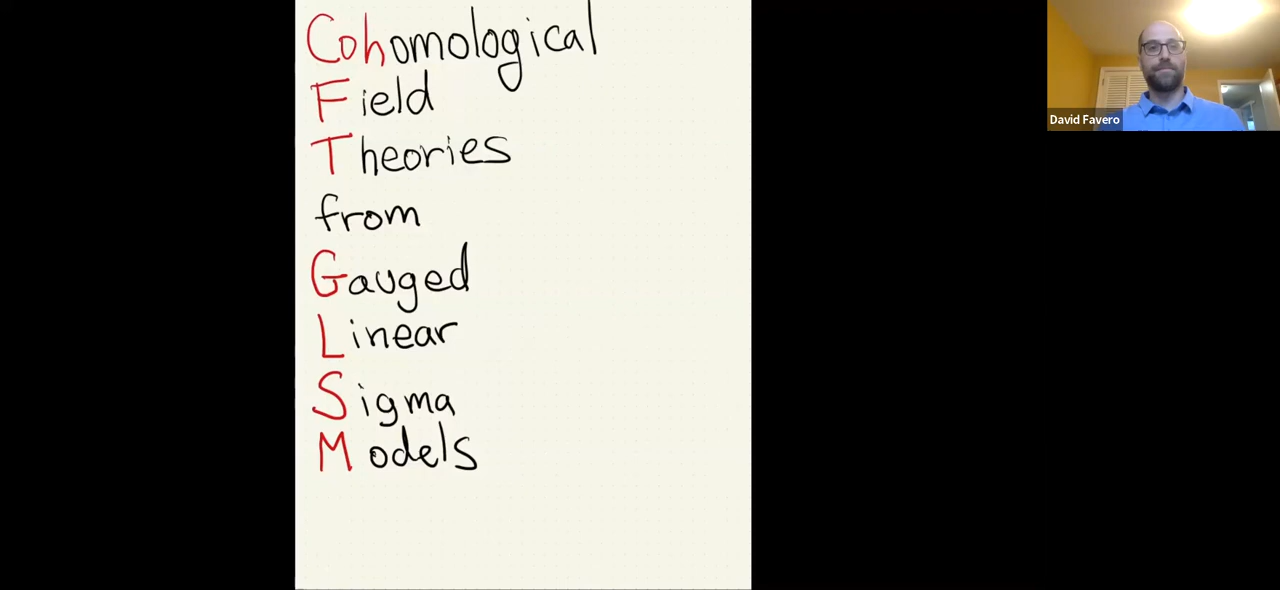 Cohomological
Field
Theories
from
Gauged
Linear
Sigma
Models
David Favero